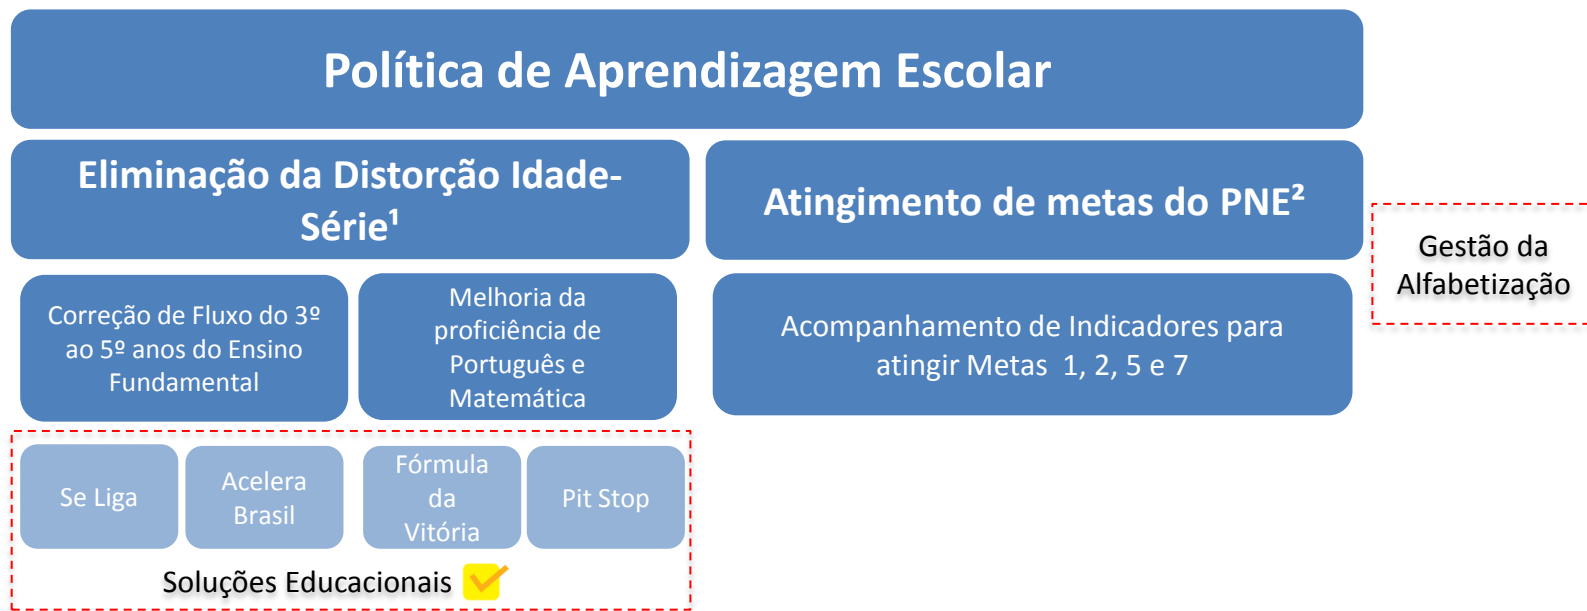 Política de Aprendizagem Escolar
Eliminação da Distorção Idade-
Série¹
Atingimento de metas do PNE²
Gestão da
Alfabetização
Correção de Fluxo do 3º
ao 5º anos do Ensino
Fundamental
Melhoria da
proficiência de
Português e
Matemática
Acompanhamento de Indicadores para
atingir Metas 1, 2, 5 e 7
Se Liga
Acelera
Brasil
Fórmula
da
Vitória
Pit Stop
Soluções Educacionais